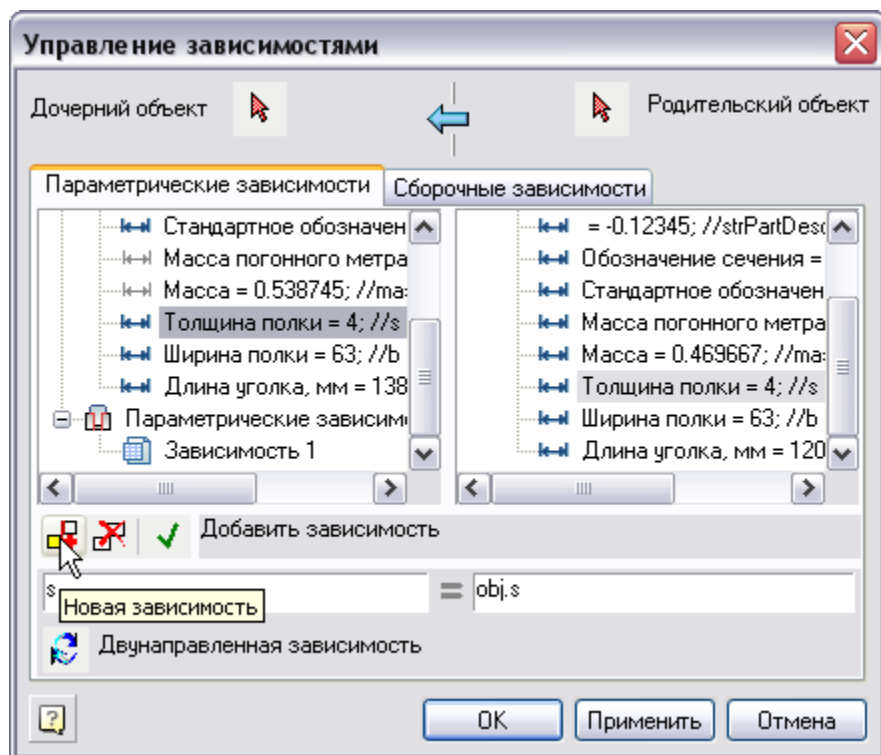 Управление зависимостями
Дочерний объект
Родительский объект
Параметрические зависимости
Сборочные зависимости
Стандартное обозначен
Масса погонного метра
Масса = 0.538745; //ma
Толщина полки = 4; //s
Ширина полки = 63; //b
Длина уголка, мм = 138
Параметрические зависим
Зависимость 1
= -0.12345; //strPartDesc
Обозначение сечения =
Стандартное обозначен
Масса погонного метра
Масса = 0.469667; //ma
Толщина полки = 4; //s
Ширина полки = 63; //b
Длина уголка, мм = 120
Добавить зависимость
s = obj.s
Новая зависимость
Двунаправленная зависимость
? OK Применить Отмена